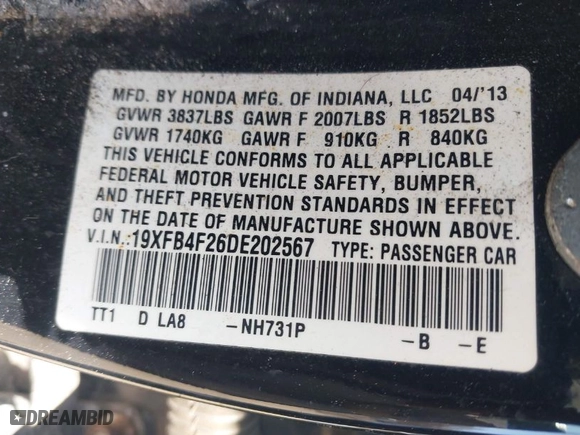 MFD. BY HONDA MFG. OF INDIANA, LLC 04/'13
GVWR 3837LBS GAWR F 2007LBS R 1852LBS
GVWR 1740KG GAWR F 910KG R 840KG
THIS VEHICLE CONFORMS TO ALL APPLICABLE
FEDERAL MOTOR VEHICLE SAFETY, BUMPER,
AND THEFT PREVENTION STANDARDS IN EFFECT
ON THE DATE OF MANUFACTURE SHOWN ABOVE.
V.I.N.:19XFB4F26DE202567 TYPE: PASSENGER CAR
TT1 D LA8 -NH731P -B -E
DREAMBID